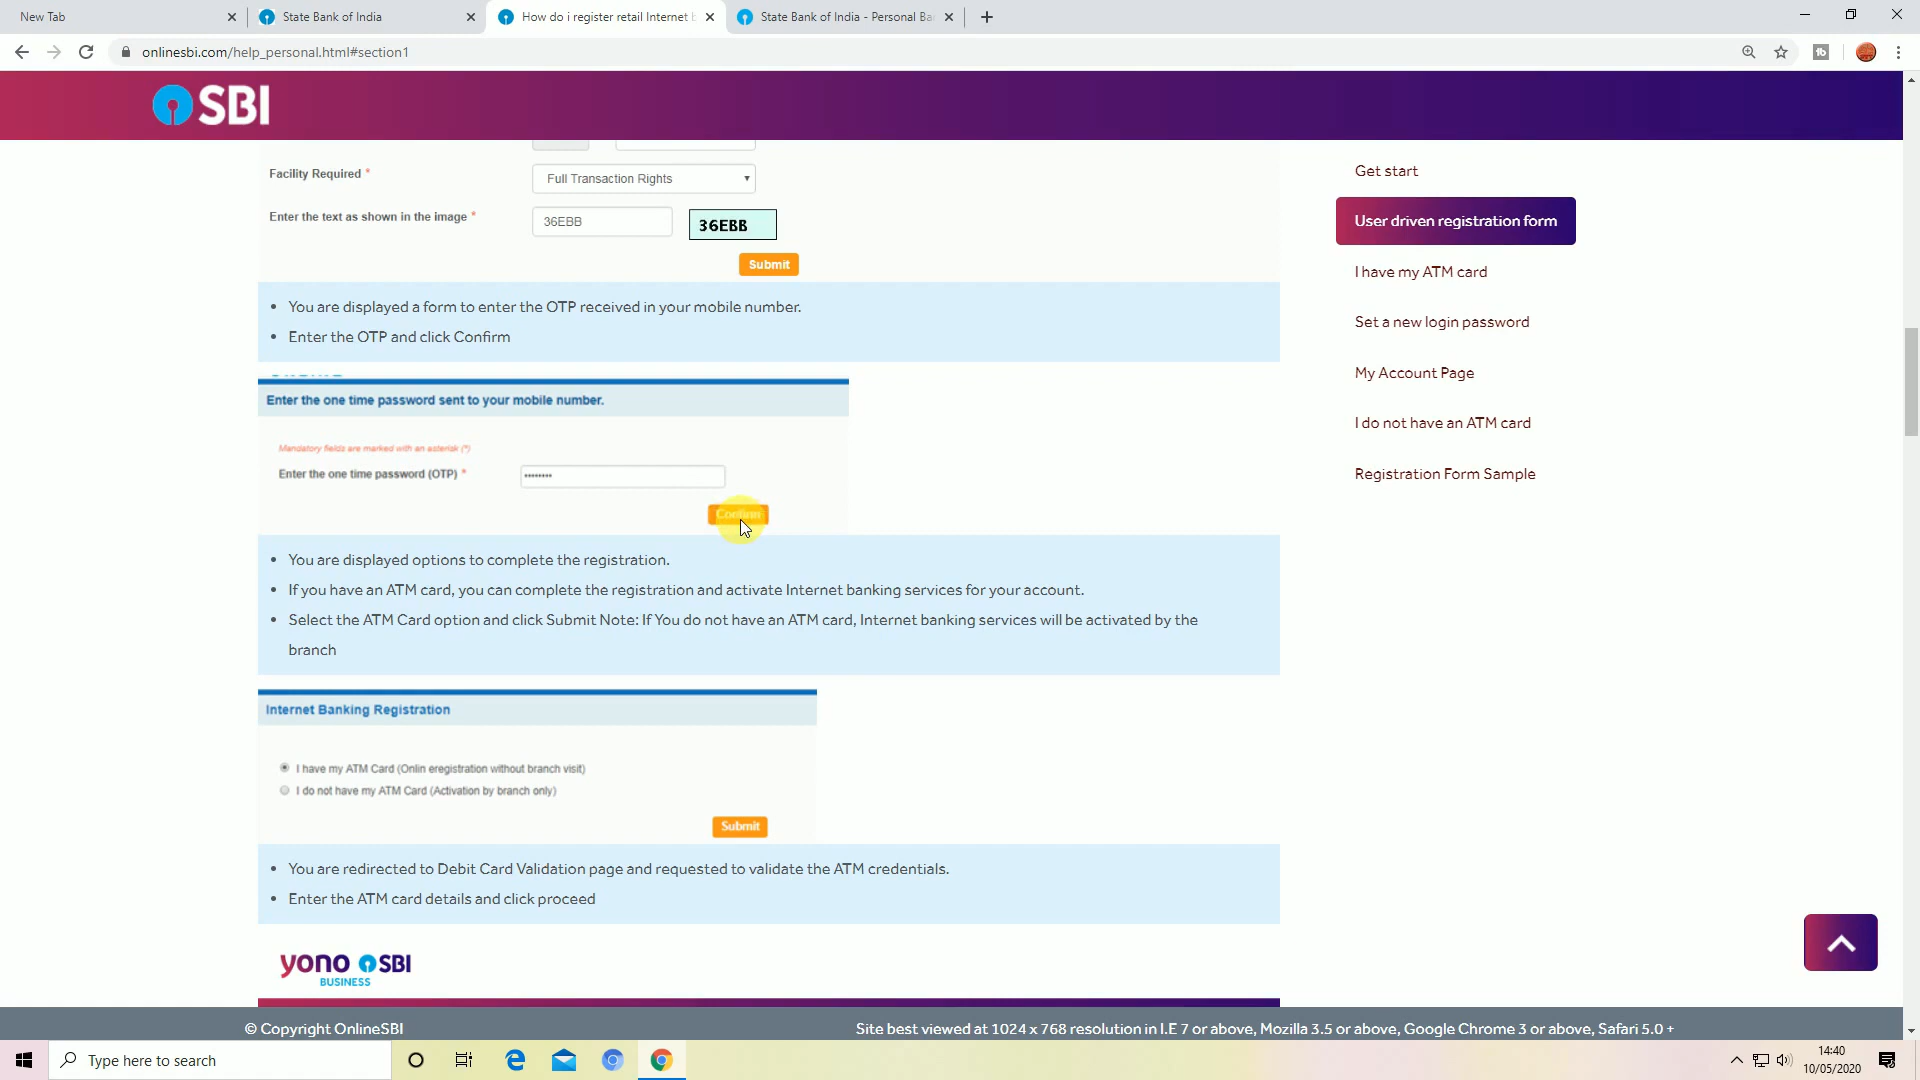 New Tab
State Bank of India
How do i register retail Internet b
State Bank of India - Personal Ba
onlinesbi.com/help_personal.html#section1
SBI
Facility Required *
Full Transaction Rights
Enter the text as shown in the image *
36EBB
36EBB
Submit
• You are displayed a form to enter the OTP received in your mobile number.
• Enter the OTP and click Confirm
Enter the one time password sent to your mobile number.
Mandatory fields are marked with an asterisk (*)
Enter the one time password (OTP) *
Confirm
• You are displayed options to complete the registration.
• If you have an ATM card, you can complete the registration and activate Internet banking services for your account.
• Select the ATM Card option and click Submit Note: If You do not have an ATM card, Internet banking services will be activated by the
branch
Internet Banking Registration
I have my ATM Card (Onlin eregistration without branch visit)
I do not have my ATM Card (Activation by branch only)
Submit
• You are redirected to Debit Card Validation page and requested to validate the ATM credentials.
• Enter the ATM card details and click proceed
yono SBI
BUSINESS
Get start
User driven registration form
I have my ATM card
Set a new login password
My Account Page
I do not have an ATM card
Registration Form Sample
© Copyright OnlineSBI
Site best viewed at 1024 x 768 resolution in I.E 7 or above, Mozilla 3.5 or above, Google Chrome 3 or above, Safari 5.0 +
Type here to search
14:40
10/05/2020